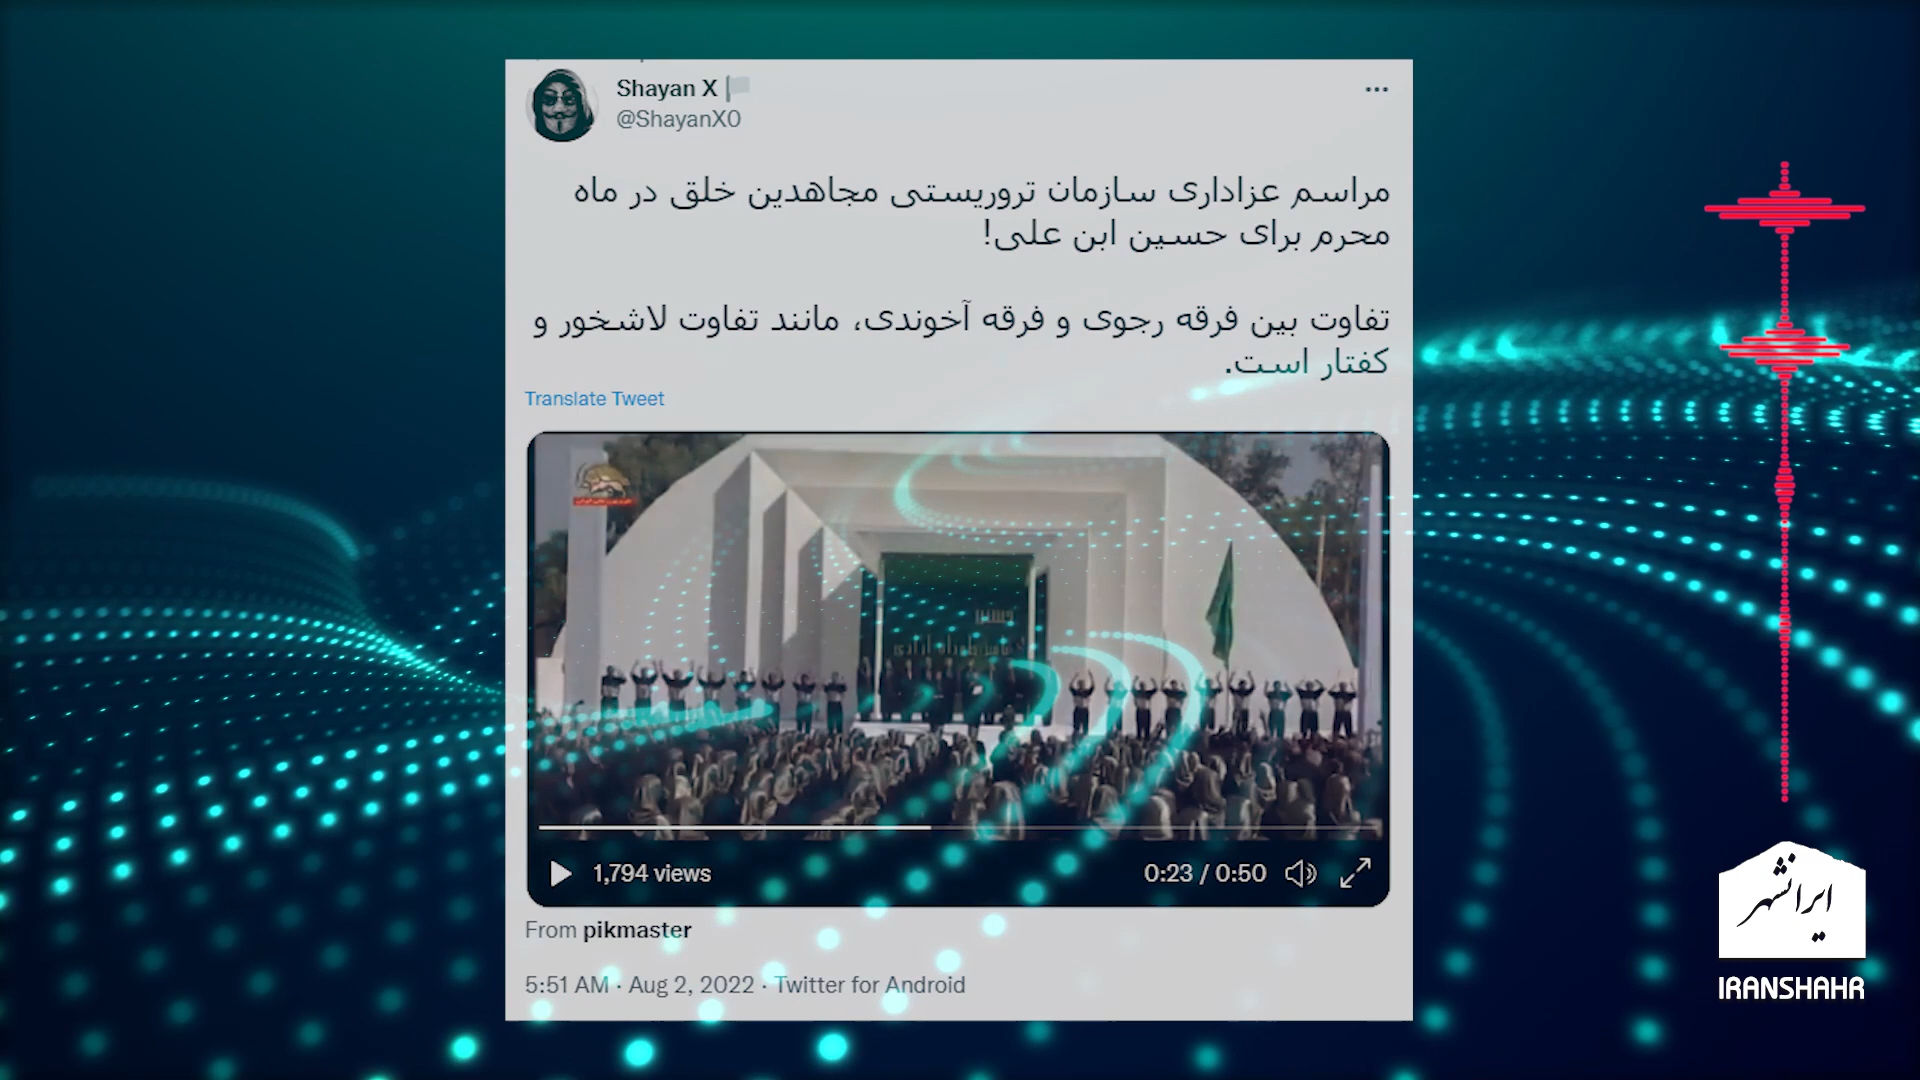 Shayan X
@ShayanX0
مراسم عزاداری سازمان تروریستی مجاهدین خلق در ماه
محرم برای حسین ابن علی!
تفاوت بین فرقه رجوی و فرقه آخوندی، مانند تفاوت لاشخور و
کفتار است.
Translate Tweet
حسین
1,794 views
0:23 / 0:50
From pikmaster
5:51 AM · Aug 2, 2022 · Twitter for Android
ایرانشهر
IRANSHAHR